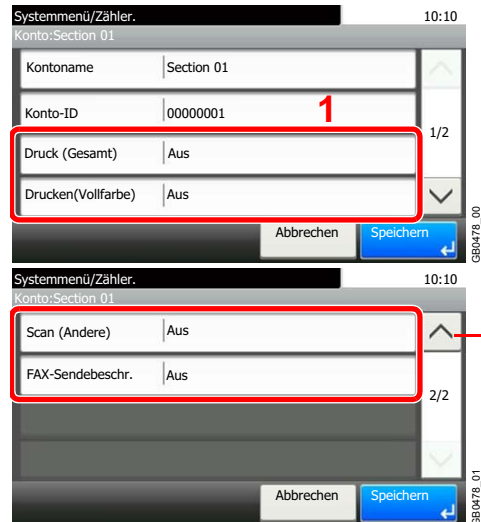 Systemmenü/Zähler. 10:10
Konto:Section 01
Kontoname Section 01
Konto-ID 00000001
1
1/2
Druck (Gesamt) Aus
Drucken(Vollfarbe) Aus
Abbrechen Speichern
GB0478_00
Systemmenü/Zähler. 10:10
Konto:Section 01
Scan (Andere) Aus
FAX-Sendebeschr. Aus
2/2
Abbrechen Speichern
GB0478_01